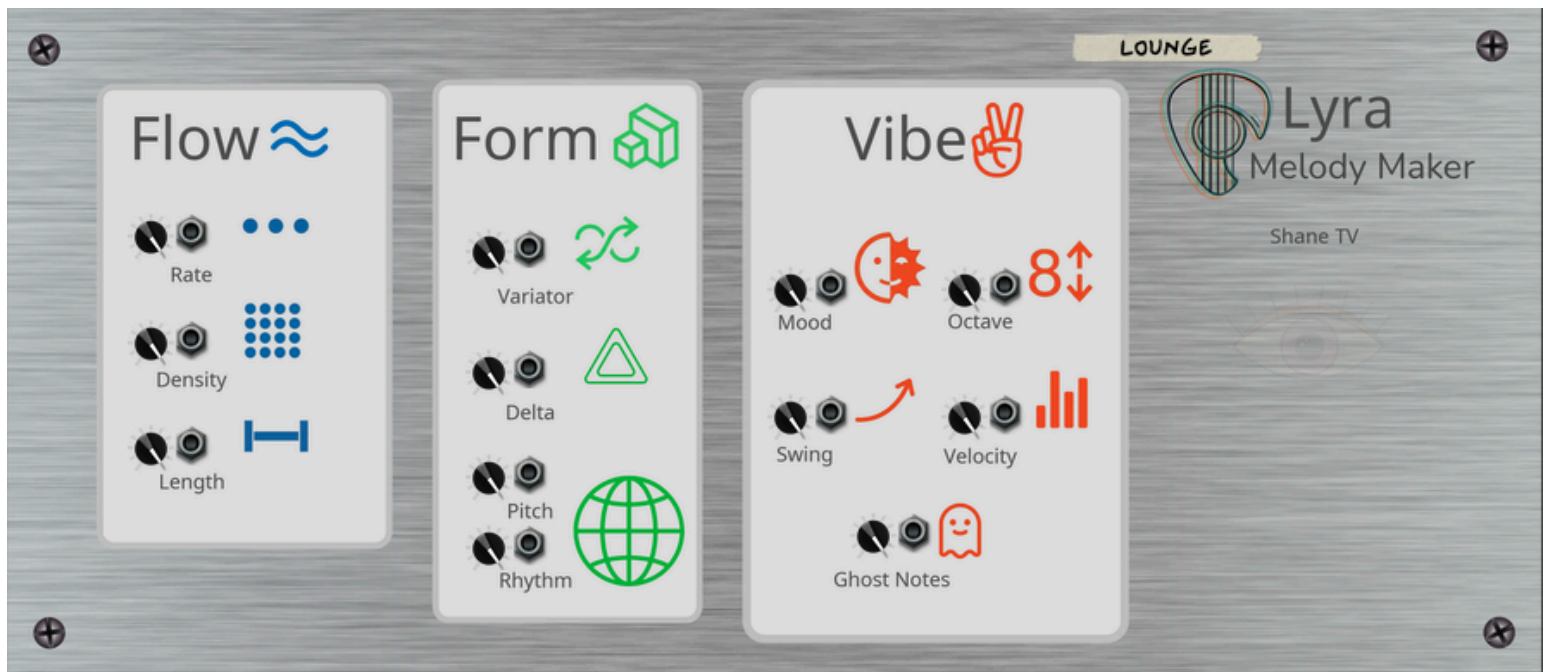 LOUNGE
Lyra
Melody Maker
Shane TV
Flow
Rate
Density
Length
Form
Variator
Delta
Pitch
Rhythm
Vibe
Mood
Octave
8
Swing
Velocity
Ghost Notes